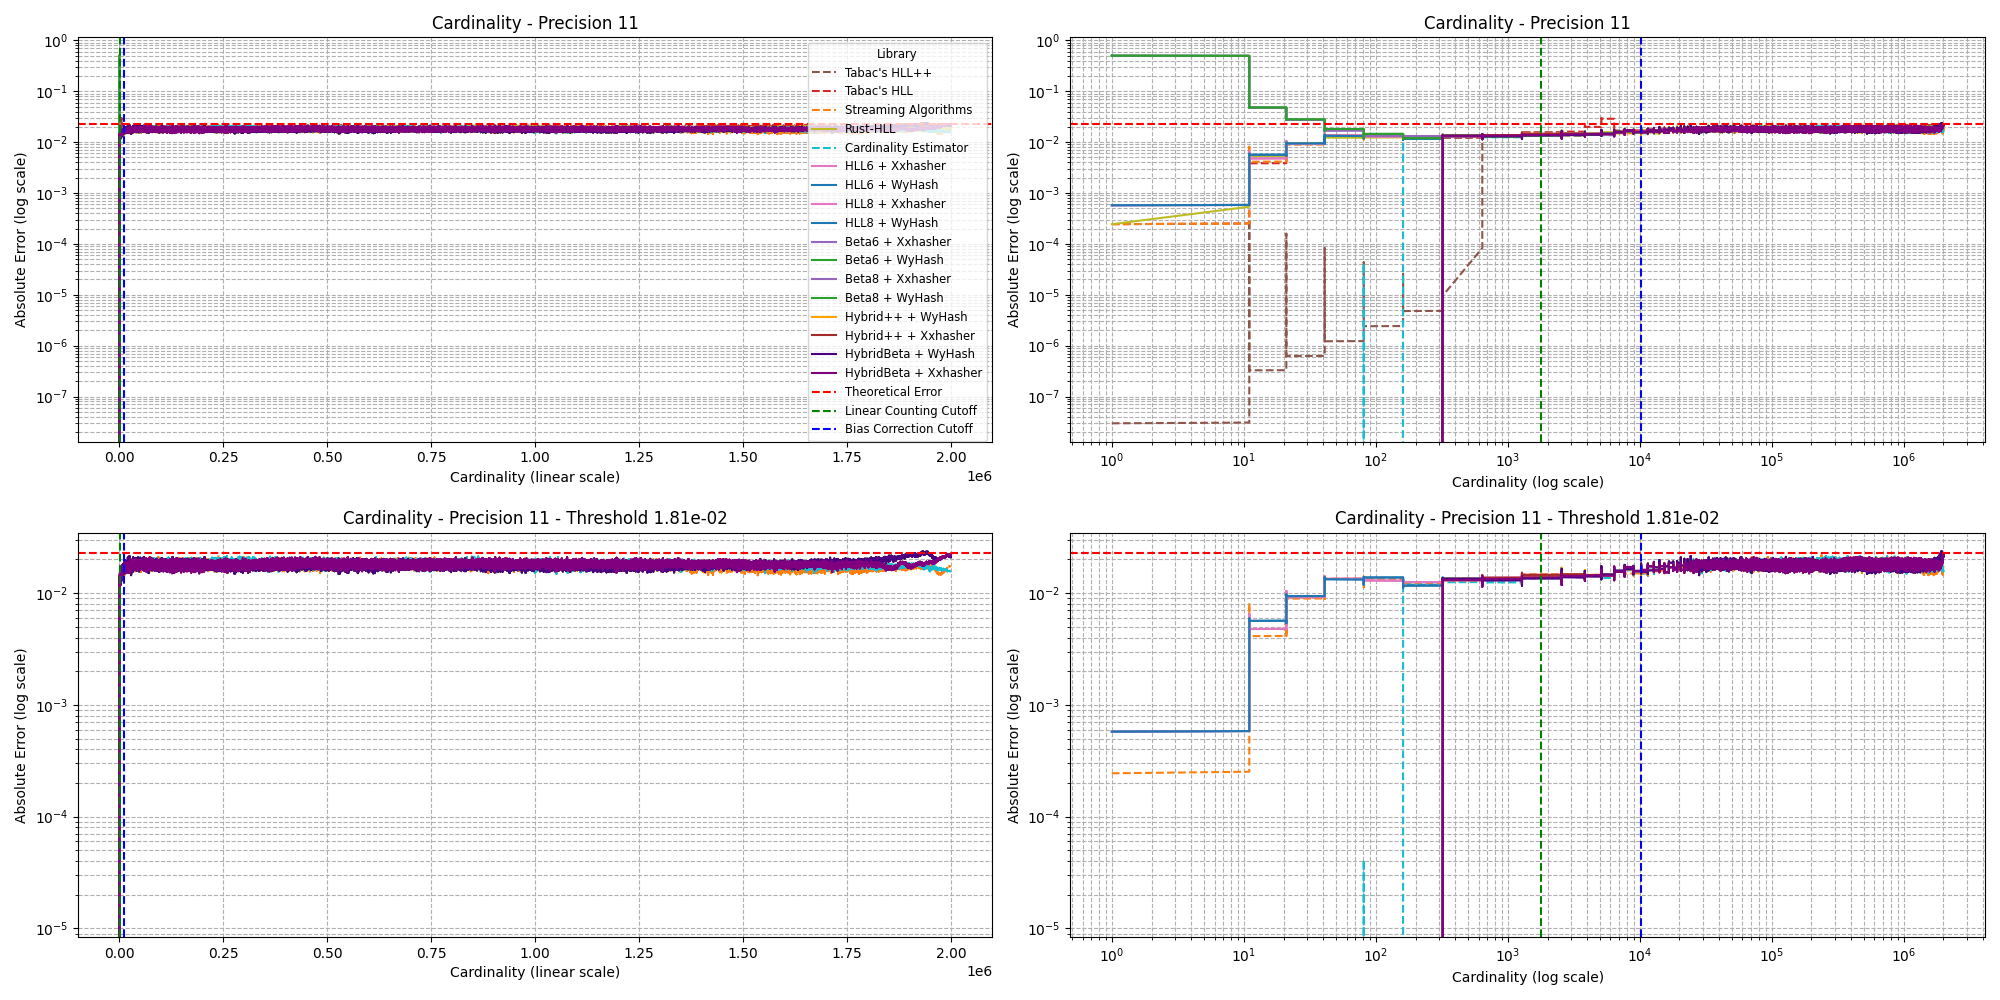 Cardinality - Precision 11
Absolute Error (log scale)
10⁰
10⁻¹
10⁻²
10⁻³
10⁻⁴
10⁻⁵
10⁻⁶
10⁻⁷
Library
Tabac's HLL++
Tabac's HLL
Streaming Algorithms
Rust-HLL
Cardinality Estimator
HLL6 + Xxhasher
HLL6 + WyHash
HLL8 + Xxhasher
HLL8 + WyHash
Beta6 + Xxhasher
Beta6 + WyHash
Beta8 + Xxhasher
Beta8 + WyHash
Hybrid++ + WyHash
Hybrid++ + Xxhasher
HybridBeta + WyHash
HybridBeta + Xxhasher
Theoretical Error
Linear Counting Cutoff
Bias Correction Cutoff
0.00 0.25 0.50 0.75 1.00 1.25 1.50 1.75 2.00
1e6
Cardinality (linear scale)
Cardinality - Precision 11
Absolute Error (log scale)
10⁰
10⁻¹
10⁻²
10⁻³
10⁻⁴
10⁻⁵
10⁻⁶
10⁻⁷
10⁰ 10¹ 10² 10³ 10⁴ 10⁵ 10⁶
Cardinality (log scale)
Cardinality - Precision 11 - Threshold 1.81e-02
Absolute Error (log scale)
10⁻²
10⁻³
10⁻⁴
10⁻⁵
0.00 0.25 0.50 0.75 1.00 1.25 1.50 1.75 2.00
1e6
Cardinality (linear scale)
Cardinality - Precision 11 - Threshold 1.81e-02
Absolute Error (log scale)
10⁻²
10⁻³
10⁻⁴
10⁻⁵
10⁰ 10¹ 10² 10³ 10⁴ 10⁵ 10⁶
Cardinality (log scale)